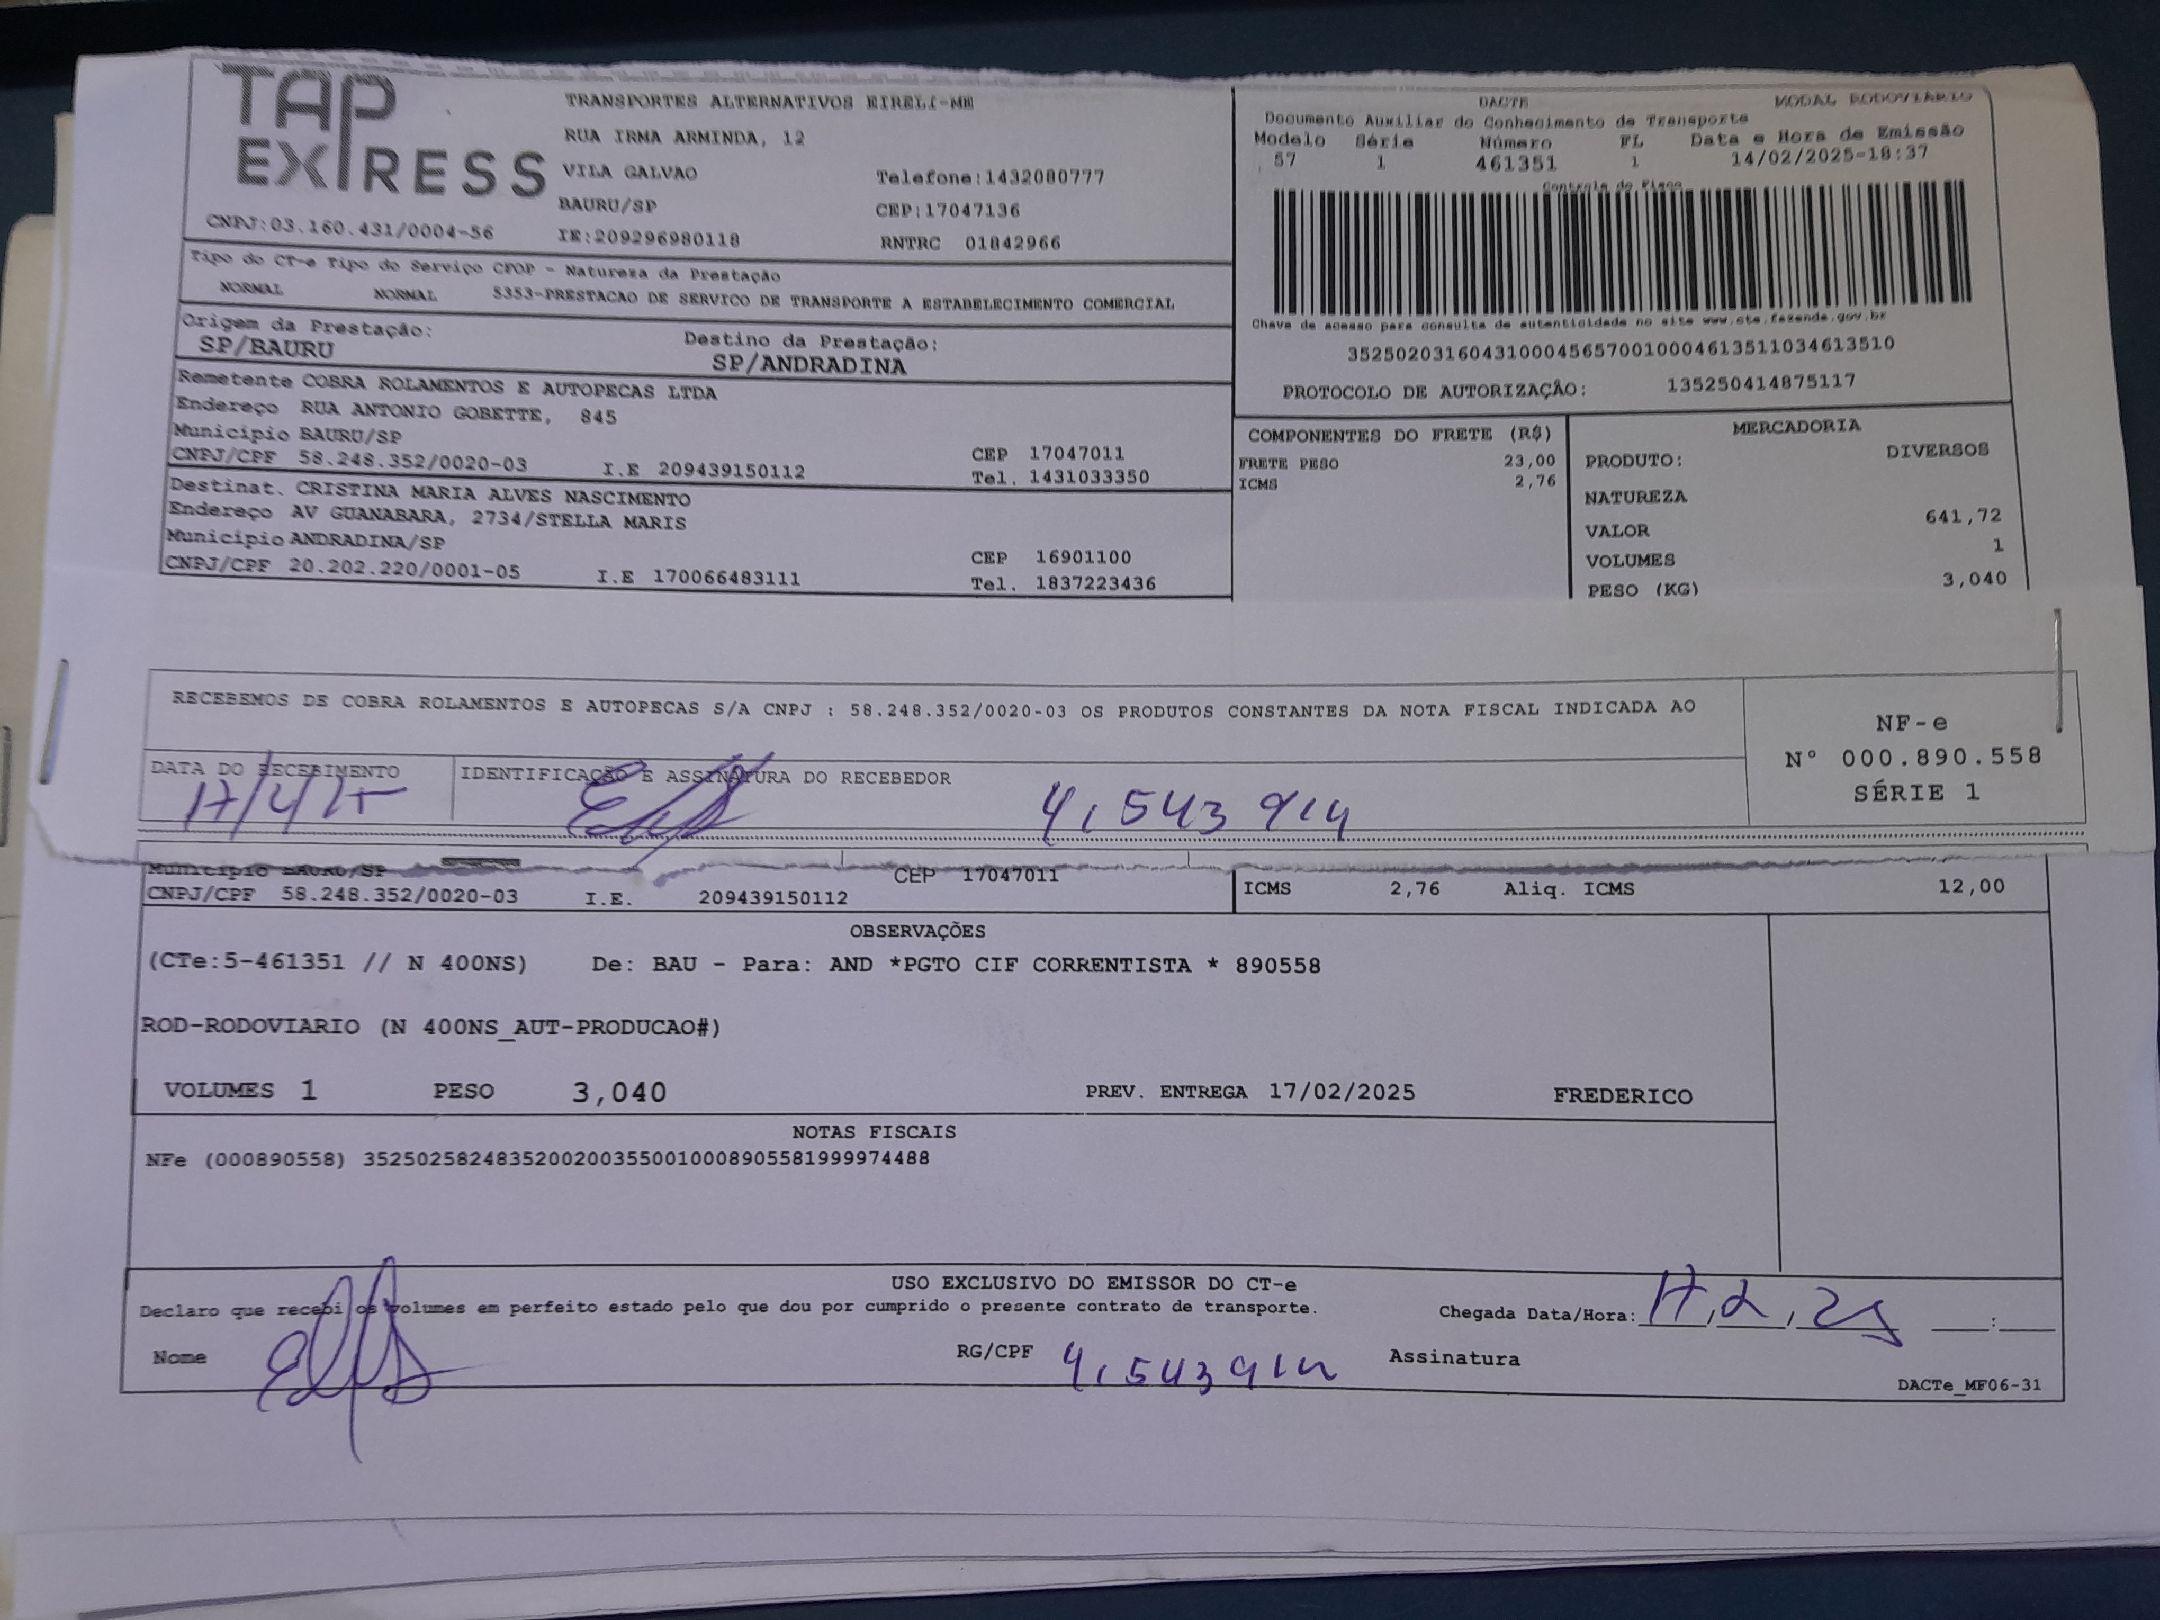 TAP EXPRESS
TRANSPORTES ALTERNATIVOS EIRELI-ME
RUA IRMA ARMINDA, 12
VILA GALVAO Telefone:1432080777
BAURU/SP CEP:17047136
CNPJ:03.160.431/0004-56 IE:209296980118 RNTRC 01842966
DACTE MODAL RODOVIÁRIO
Documento Auxiliar do Conhecimento de Transporte
Modelo Série Número FL Data e Hora de Emissão
57 1 461351 1 14/02/2025-18:37
Controle do Fisco
Chave de acesso para consulta de autenticidade no site www.cte.fazenda.gov.br
35250203160431000456570010004613511034613510
PROTOCOLO DE AUTORIZAÇÃO: 135250414875117
Tipo do CT-e Tipo do Serviço CFOP - Natureza da Prestação
NORMAL NORMAL 5353-PRESTACAO DE SERVICO DE TRANSPORTE A ESTABELECIMENTO COMERCIAL
Origem da Prestação: Destino da Prestação:
SP/BAURU SP/ANDRADINA
Remetente COBRA ROLAMENTOS E AUTOPECAS LTDA
Endereço RUA ANTONIO GOBETTE, 845
Município BAURU/SP CEP 17047011
CNPJ/CPF 58.248.352/0020-03 I.E 209439150112 Tel. 1431033350
Destinat. CRISTINA MARIA ALVES NASCIMENTO
Endereço AV GUANABARA, 2734/STELLA MARIS
Município ANDRADINA/SP CEP 16901100
CNPJ/CPF 20.202.220/0001-05 I.E 170066483111 Tel. 1837223436
COMPONENTES DO FRETE (R$)
FRETE PESO 23,00
ICMS 2,76
MERCADORIA
PRODUTO: DIVERSOS
NATUREZA
VALOR 641,72
VOLUMES 1
PESO (KG) 3,040
RECEBEMOS DE COBRA ROLAMENTOS E AUTOPECAS S/A CNPJ : 58.248.352/0020-03 OS PRODUTOS CONSTANTES DA NOTA FISCAL INDICADA AO
NF-e
Nº 000.890.558
SÉRIE 1
DATA DO RECEBIMENTO IDENTIFICAÇÃO E ASSINATURA DO RECEBEDOR
Município BAURU/SP CEP 17047011
CNPJ/CPF 58.248.352/0020-03 I.E. 209439150112
ICMS 2,76 Aliq. ICMS 12,00
OBSERVAÇÕES
(CTe:5-461351 // N 400NS) De: BAU - Para: AND *PGTO CIF CORRENTISTA * 890558
ROD-RODOVIARIO (N 400NS_AUT-PRODUCAO#)
VOLUMES 1 PESO 3,040 PREV. ENTREGA 17/02/2025 FREDERICO
NOTAS FISCAIS
NFe (000890558) 35250258248352002003550010008905581999974488
USO EXCLUSIVO DO EMISSOR DO CT-e
Declaro que recebi os volumes em perfeito estado pelo que dou por cumprido o presente contrato de transporte.
Chegada Data/Hora: 17,2,25 :
Nome RG/CPF Assinatura
DACTe_MF06-31